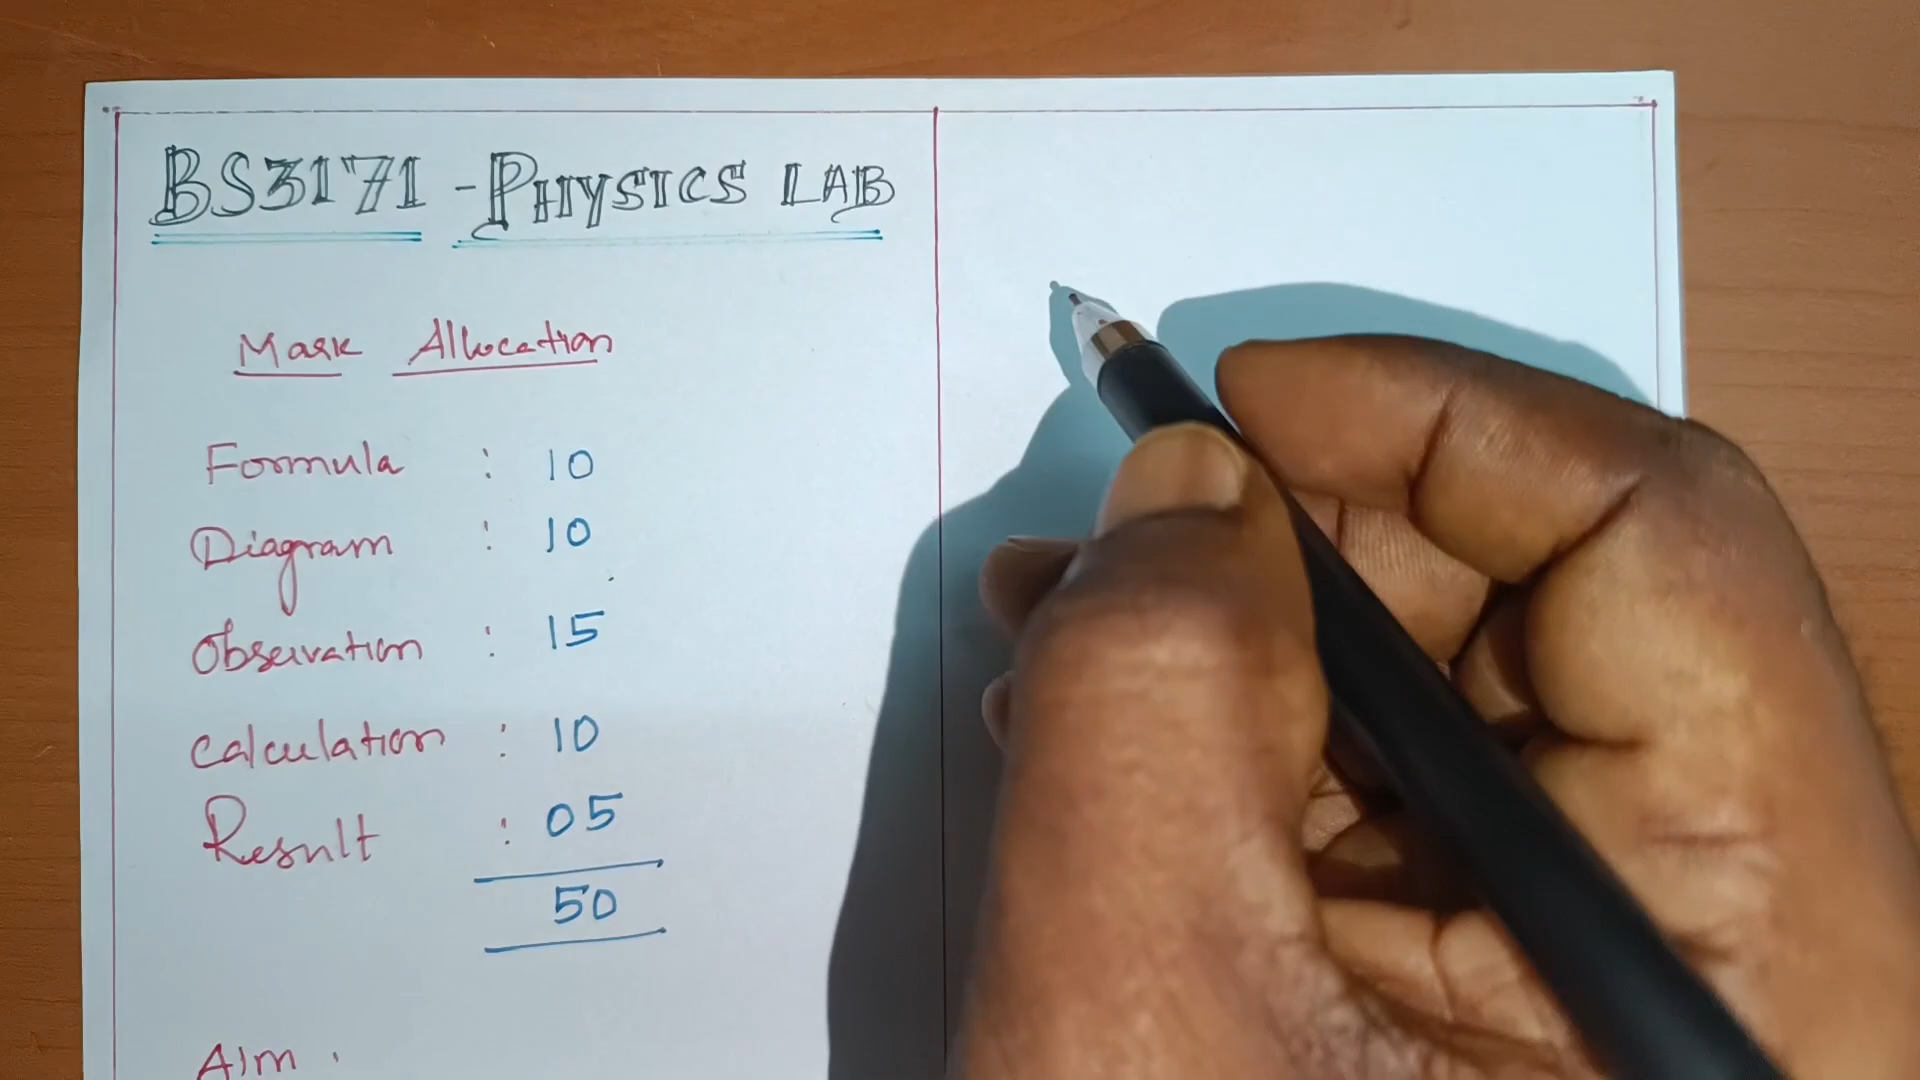 BS3171 - PHYSICS LAB
Mark Allocation
Formula : 10
Diagram : 10
Observation : 15
Calculation : 10
Result : 05
50
Aim :